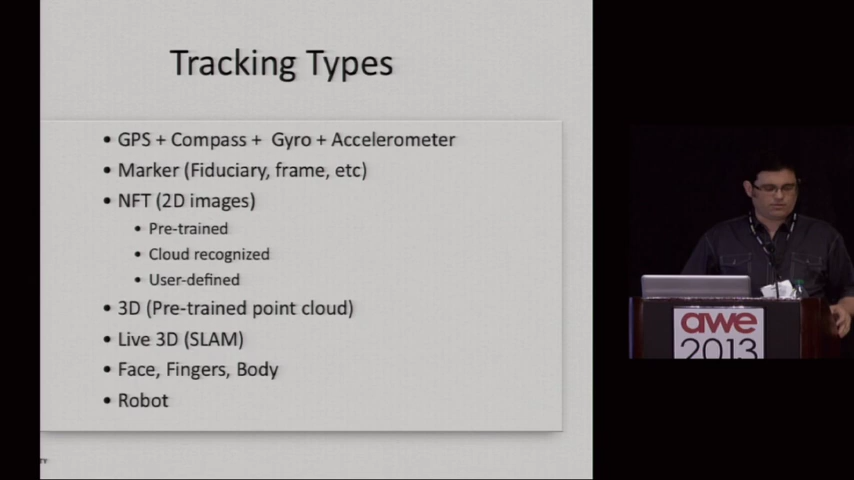 Tracking Types
• GPS + Compass + Gyro + Accelerometer
• Marker (Fiduciary, frame, etc)
• NFT (2D images)
• Pre-trained
• Cloud recognized
• User-defined
• 3D (Pre-trained point cloud)
• Live 3D (SLAM)
• Face, Fingers, Body
• Robot
awe
2013